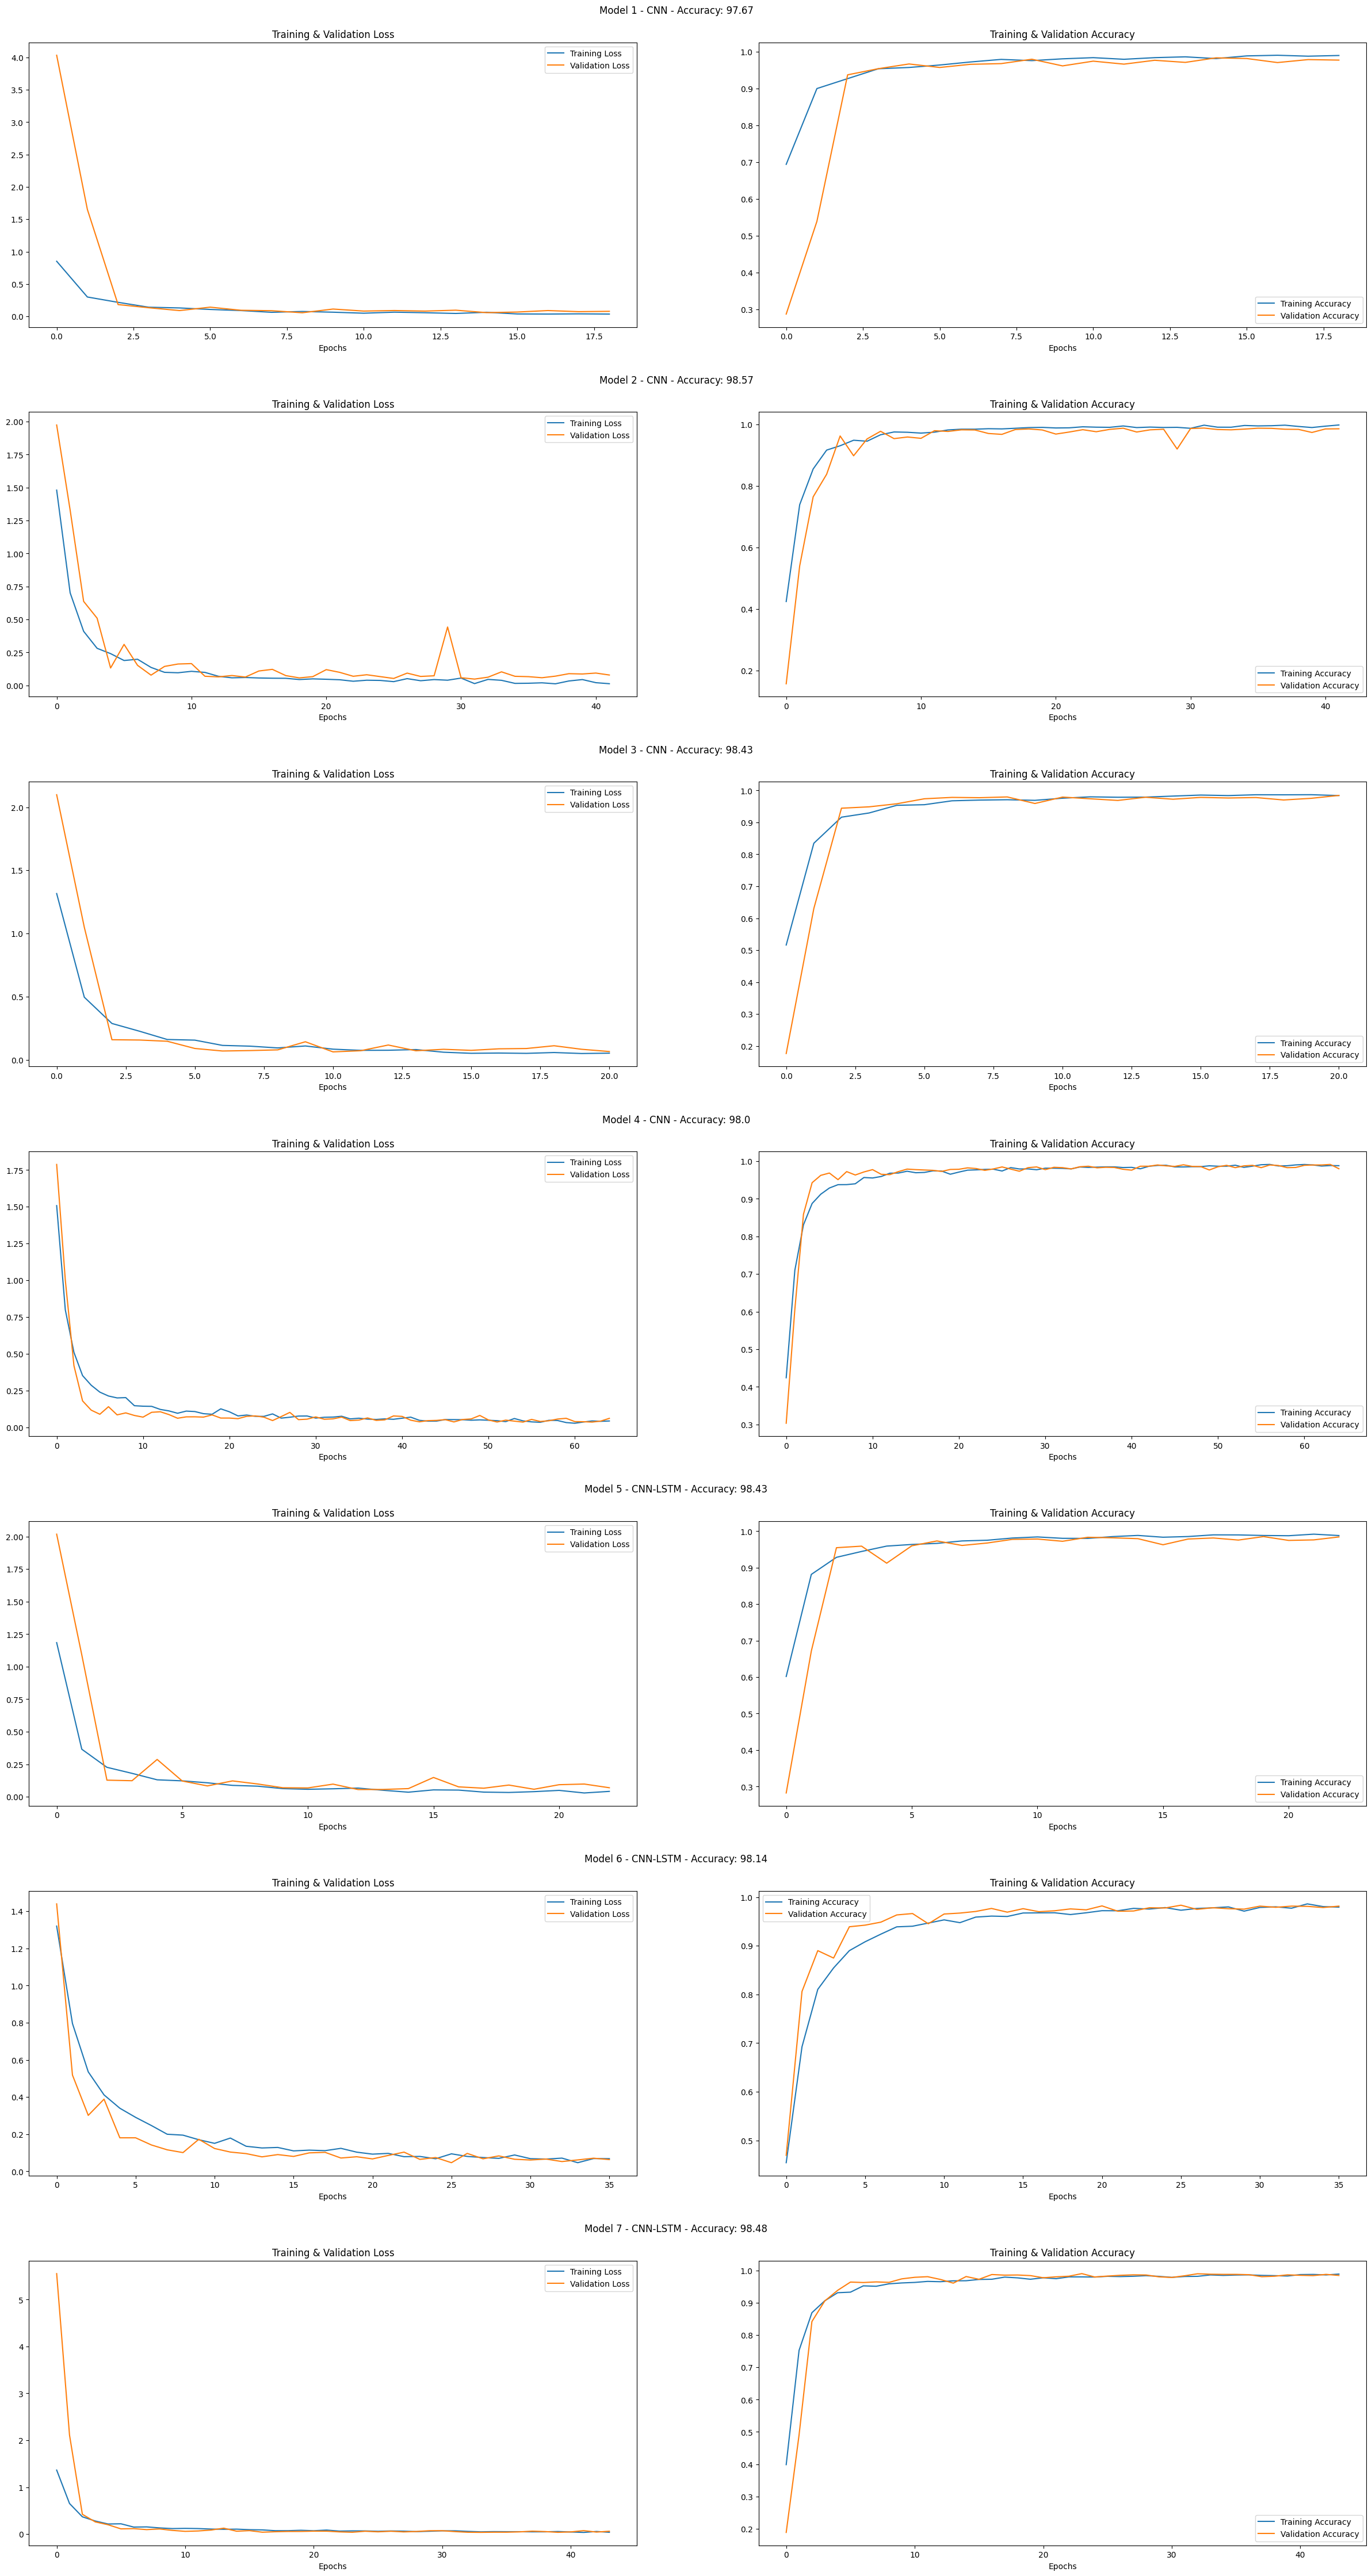 Model 1 - CNN - Accuracy: 97.67
Training & Validation Loss
Training & Validation Accuracy
Training Loss
Validation Loss
4.0
3.5
3.0
2.5
2.0
1.5
1.0
0.5
0.0
0.0 2.5 5.0 7.5 10.0 12.5 15.0 17.5
Epochs
1.0
0.9
0.8
0.7
0.6
0.5
0.4
0.3
Training Accuracy
Validation Accuracy
0.0 2.5 5.0 7.5 10.0 12.5 15.0 17.5
Epochs
Model 2 - CNN - Accuracy: 98.57
Training & Validation Loss
Training & Validation Accuracy
Training Loss
Validation Loss
2.00
1.75
1.50
1.25
1.00
0.75
0.50
0.25
0.00
0 10 20 30 40
Epochs
1.0
0.8
0.6
0.4
0.2
Training Accuracy
Validation Accuracy
0 10 20 30 40
Epochs
Model 3 - CNN - Accuracy: 98.43
Training & Validation Loss
Training & Validation Accuracy
Training Loss
Validation Loss
2.0
1.5
1.0
0.5
0.0
0.0 2.5 5.0 7.5 10.0 12.5 15.0 17.5 20.0
Epochs
1.0
0.9
0.8
0.7
0.6
0.5
0.4
0.3
0.2
Training Accuracy
Validation Accuracy
0.0 2.5 5.0 7.5 10.0 12.5 15.0 17.5 20.0
Epochs
Model 4 - CNN - Accuracy: 98.0
Training & Validation Loss
Training & Validation Accuracy
Training Loss
Validation Loss
1.75
1.50
1.25
1.00
0.75
0.50
0.25
0.00
0 10 20 30 40 50 60
Epochs
1.0
0.9
0.8
0.7
0.6
0.5
0.4
0.3
Training Accuracy
Validation Accuracy
0 10 20 30 40 50 60
Epochs
Model 5 - CNN-LSTM - Accuracy: 98.43
Training & Validation Loss
Training & Validation Accuracy
Training Loss
Validation Loss
2.00
1.75
1.50
1.25
1.00
0.75
0.50
0.25
0.00
0 5 10 15 20
Epochs
1.0
0.9
0.8
0.7
0.6
0.5
0.4
0.3
Training Accuracy
Validation Accuracy
0 5 10 15 20
Epochs
Model 6 - CNN-LSTM - Accuracy: 98.14
Training & Validation Loss
Training & Validation Accuracy
Training Loss
Validation Loss
1.4
1.2
1.0
0.8
0.6
0.4
0.2
0.0
0 5 10 15 20 25 30 35
Epochs
Training Accuracy
Validation Accuracy
1.0
0.9
0.8
0.7
0.6
0.5
0 5 10 15 20 25 30 35
Epochs
Model 7 - CNN-LSTM - Accuracy: 98.48
Training & Validation Loss
Training & Validation Accuracy
Training Loss
Validation Loss
5
4
3
2
1
0
0 10 20 30 40
Epochs
1.0
0.9
0.8
0.7
0.6
0.5
0.4
0.3
0.2
Training Accuracy
Validation Accuracy
0 10 20 30 40
Epochs